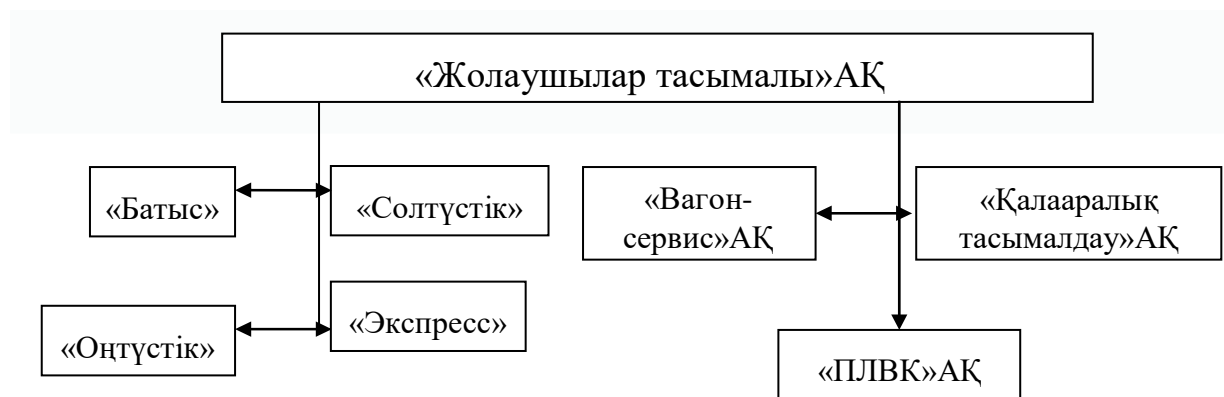 «Жолаушылар тасымалы»АҚ
«Батыс»
«Солтүстік»
«Вагон-
сервис»АҚ
«Қалааралық
тасымалдау»АҚ
«Оңтүстік»
«Экспресс»
«ПЛВК»АҚ